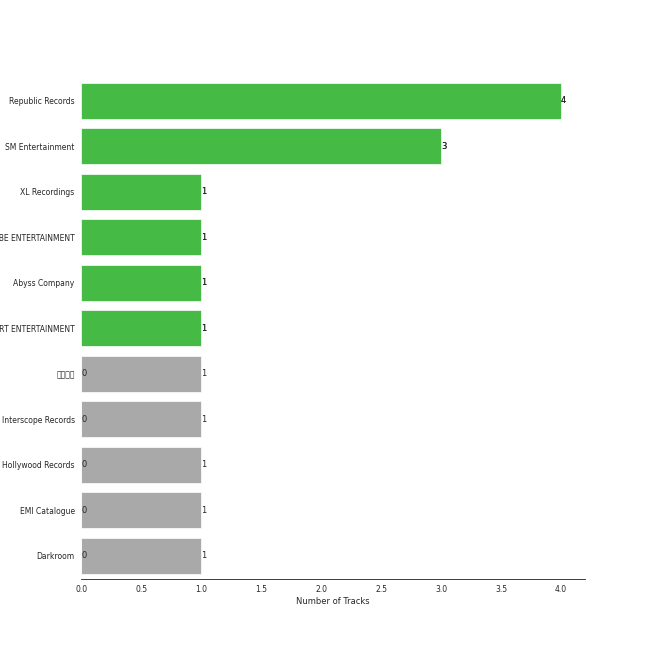 Republic Records
4
SM Entertainment
3
XL Recordings
1
BE ENTERTAINMENT
1
Abyss Company
1
RT ENTERTAINMENT
1
0
1
Interscope Records
0
1
Hollywood Records
0
1
EMI Catalogue
0
1
Darkroom
0
1
0.0 0.5 1.0 1.5 2.0 2.5 3.0 3.5 4.0
Number of Tracks